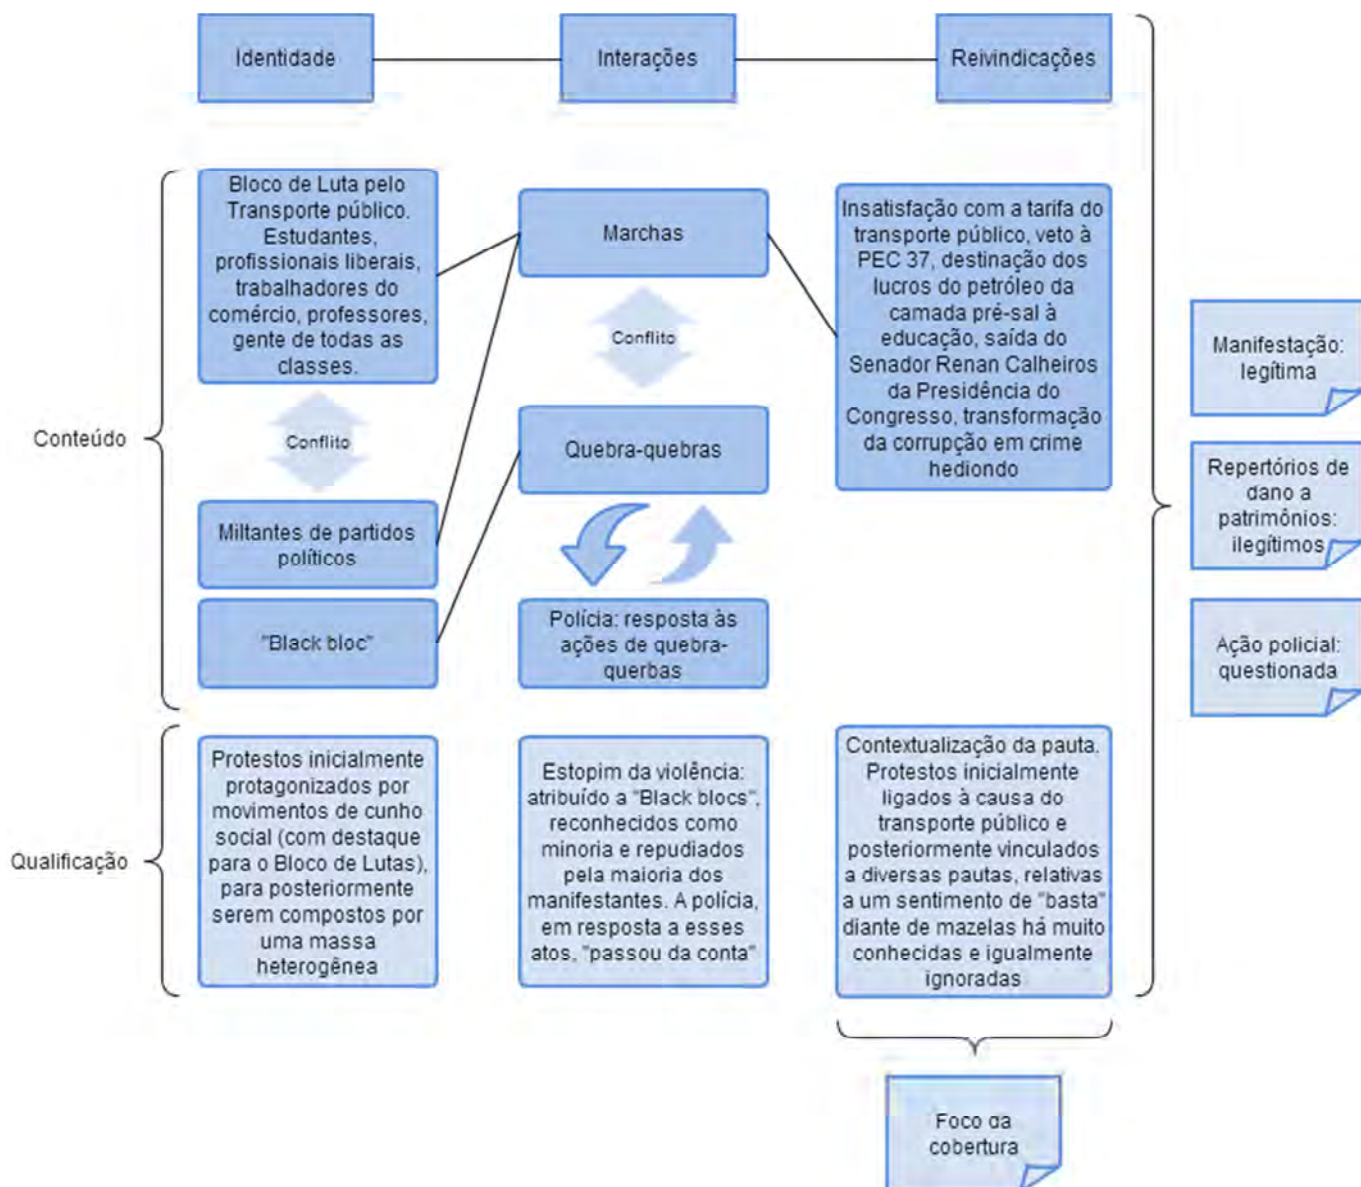 Identidade
Interações
Reivindicações
Conteúdo
Bloco de Luta pelo
Transporte público.
Estudantes,
profissionais liberais,
trabalhadores do
comércio, professores,
gente de todas as
classes.
Conflito
Miltantes de partidos
políticos
"Black bloc"
Marchas
Conflito
Quebra-quebras
Polícia: resposta às
ações de quebra-
querbas
Insatisfação com a tarifa do
transporte público, veto à
PEC 37, destinação dos
lucros do petróleo da
camada pré-sal à
educação, saída do
Senador Renan Calheiros
da Presidência do
Congresso, transformação
da corrupção em crime
hediondo
Qualificação
Protestos inicialmente
protagonizados por
movimentos de cunho
social (com destaque
para o Bloco de Lutas),
para posteriormente
serem compostos por
uma massa
heterogênea
Estopim da violência:
atribuído a "Black blocs",
reconhecidos como
minoria e repudiados
pela maioria dos
manifestantes. A polícia,
em resposta a esses
atos, "passou da conta"
Contextualização da pauta.
Protestos inicialmente
ligados à causa do
transporte público e
posteriormente vinculados
a diversas pautas, relativas
a um sentimento de "basta"
diante de mazelas há muito
conhecidas e igualmente
ignoradas
Manifestação:
legítima
Repertórios de
dano a
patrimônios:
ilegítimos
Ação policial:
questionada
Foco da
cobertura